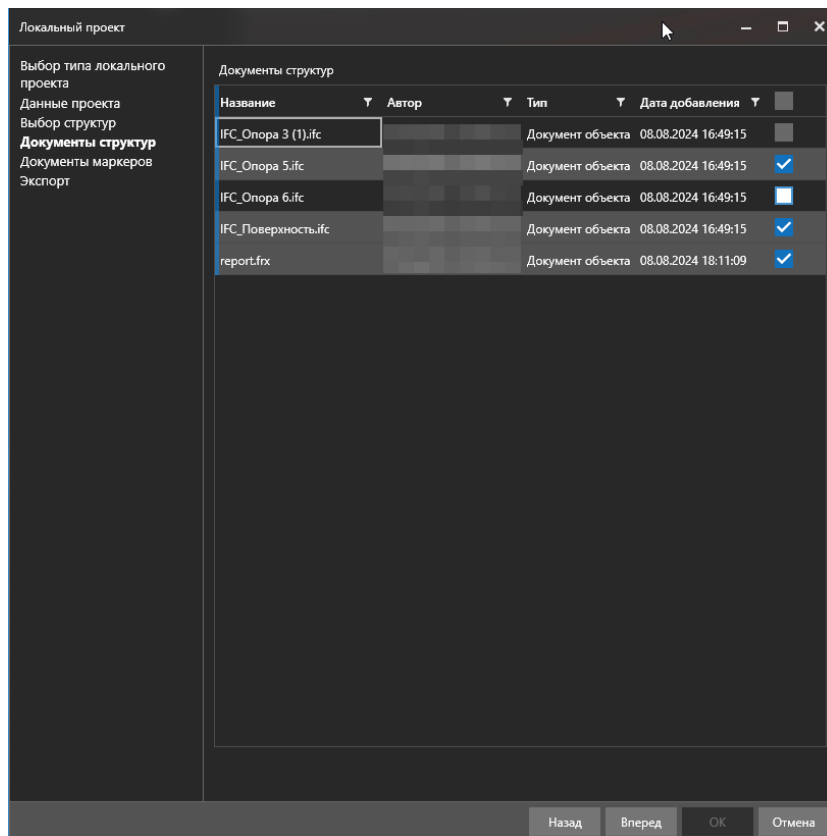 Локальный проект
Выбор типа локального
проекта
Данные проекта
Выбор структур
Документы структур
Документы маркеров
Экспорт
Документы структур
Название Автор Тип Дата добавления
IFC_Опора 3 (1).ifc Документ объекта 08.08.2024 16:49:15
IFC_Опора 5.ifc Документ объекта 08.08.2024 16:49:15
IFC_Опора 6.ifc Документ объекта 08.08.2024 16:49:15
IFC_Поверхность.ifc Документ объекта 08.08.2024 16:49:15
report.frx Документ объекта 08.08.2024 18:11:09
Назад Вперед ОК Отмена